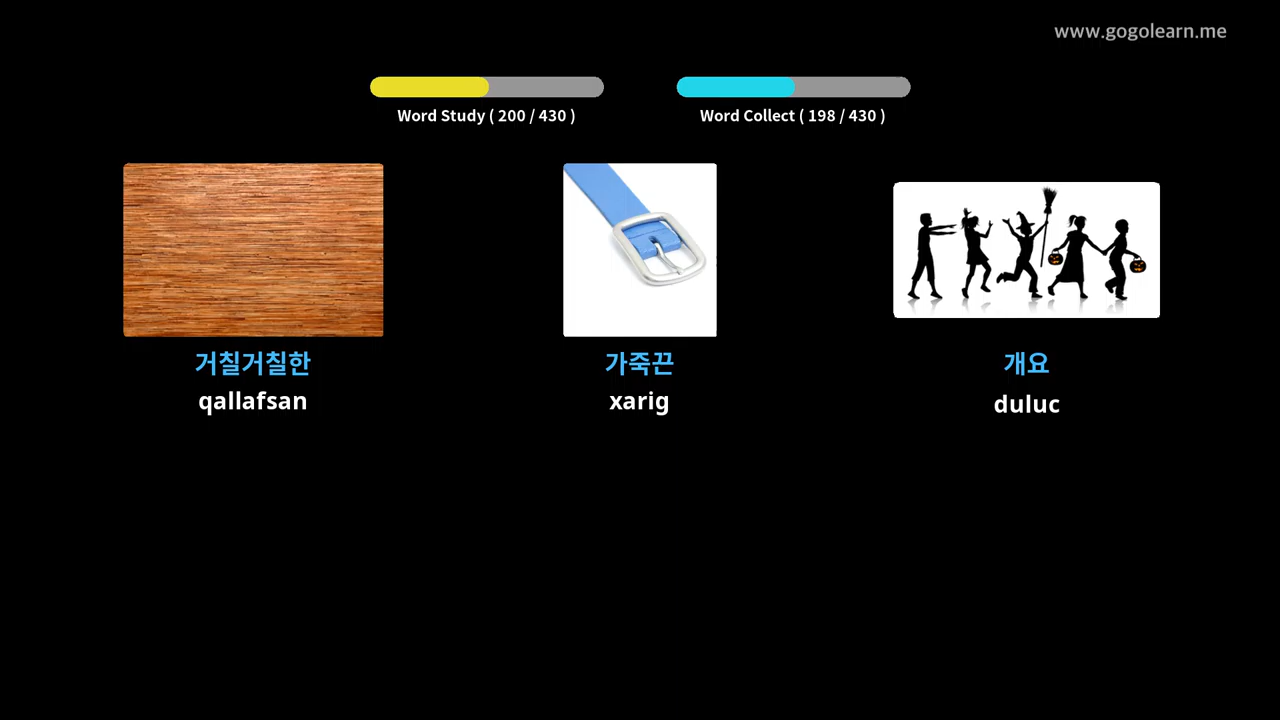 www.gogolearn.me
Word Study ( 200 / 430 )
Word Collect ( 198 / 430 )
거칠거칠한
qallafsan
가죽끈
xarig
개요
duluc